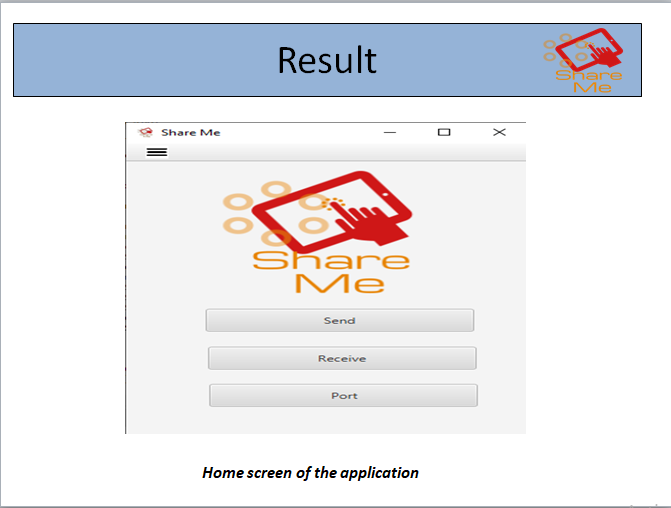 Result
Share
Me
Share Me
Share
Me
Send
Receive
Port
Home screen of the application